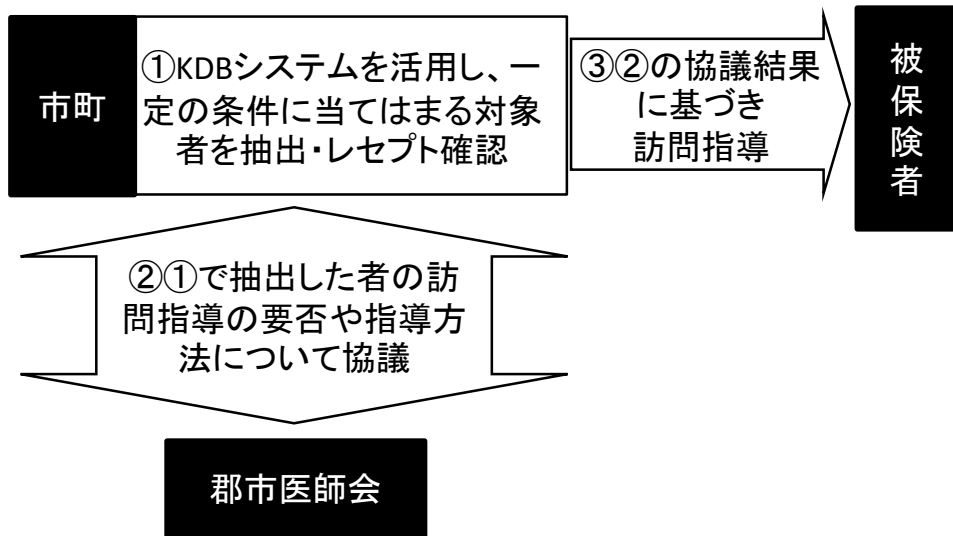 市町
①KDBシステムを活用し、一
定の条件に当てはまる対象
者を抽出・レセプト確認
③②の協議結果
に基づき
訪問指導
被保険者
②①で抽出した者の訪
問指導の要否や指導方
法について協議
郡市医師会